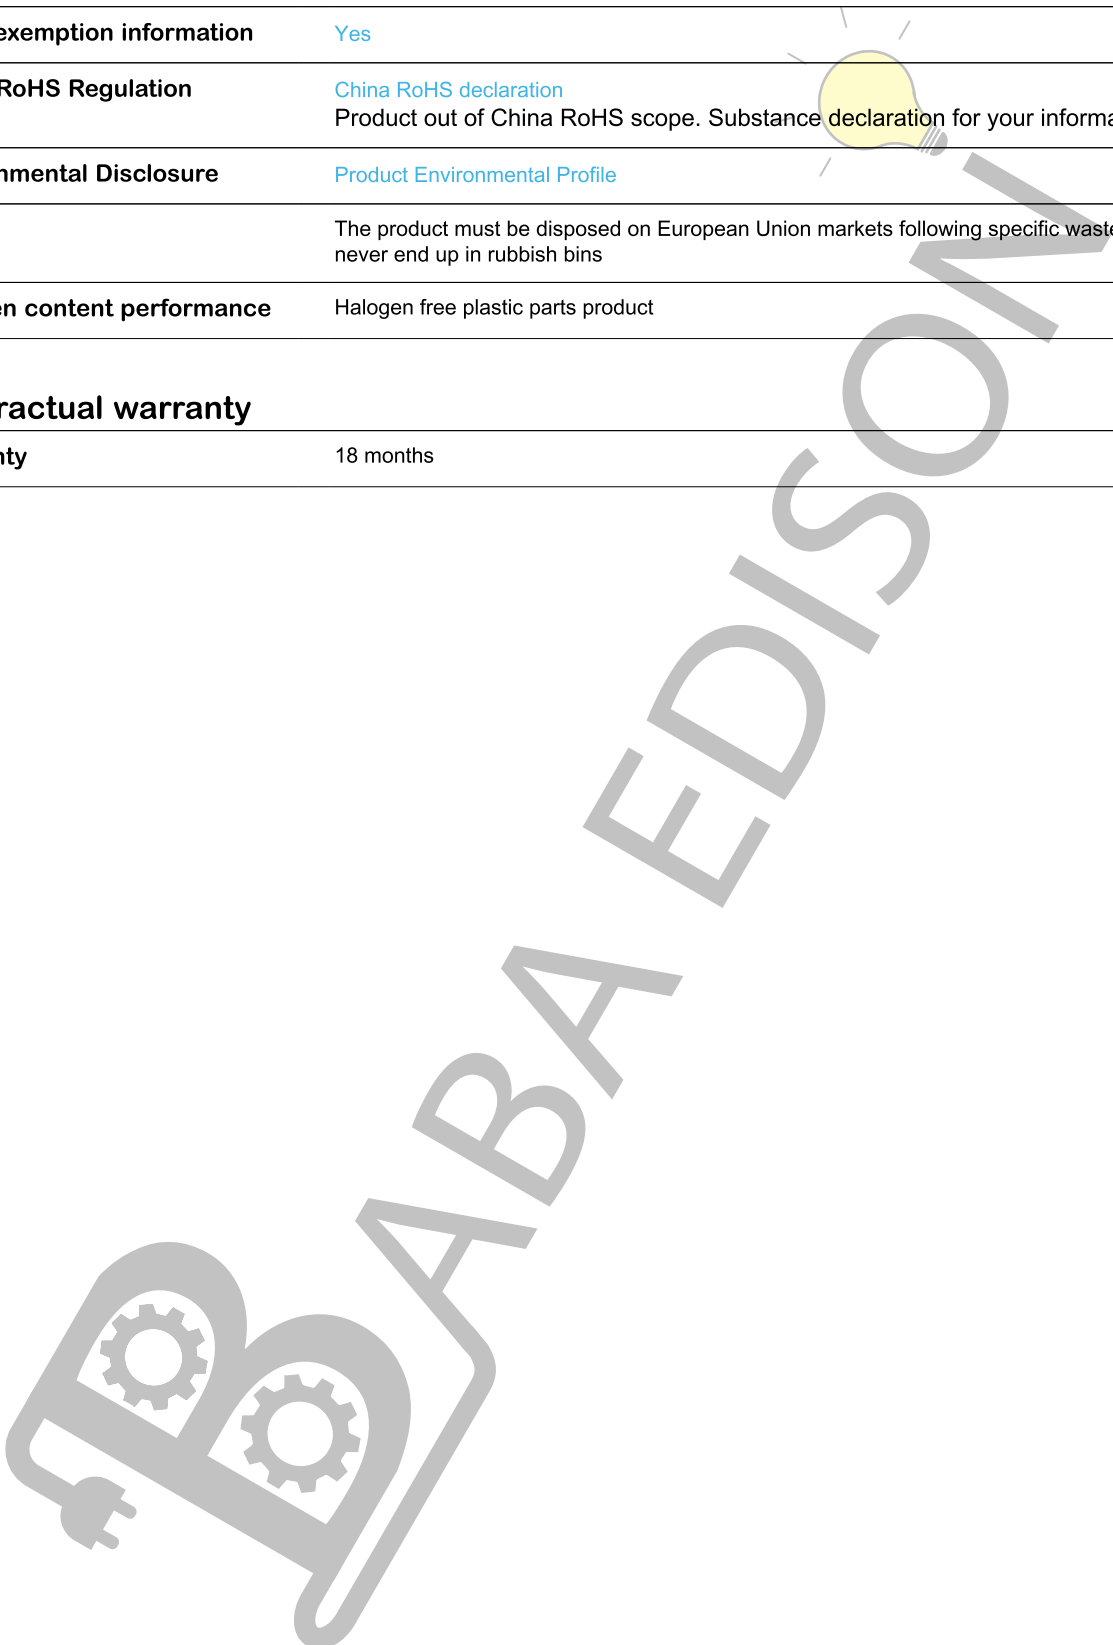 exemption information Yes
RoHS Regulation China RoHS declaration
Product out of China RoHS scope. Substance declaration for your informa
nmental Disclosure Product Environmental Profile
The product must be disposed on European Union markets following specific waste
never end up in rubbish bins
en content performance Halogen free plastic parts product
ractual warranty
nty 18 months
BABA EDISON